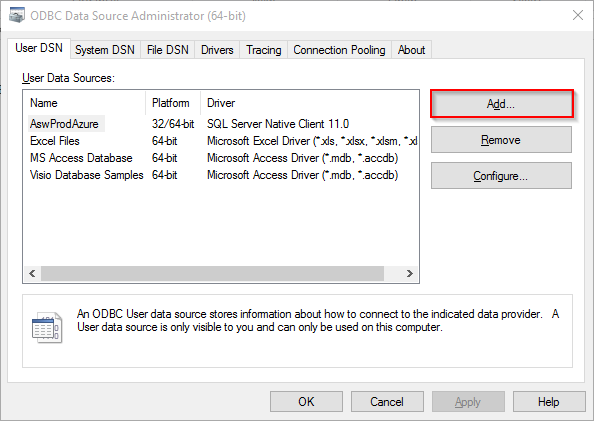 ODBC Data Source Administrator (64-bit)
User DSN System DSN File DSN Drivers Tracing Connection Pooling About
User Data Sources:
Name Platform Driver
AswProdAzure 32/64-bit SQL Server Native Client 11.0
Excel Files 64-bit Microsoft Excel Driver (*.xls, *.xlsx, *.xlsm, *.xl
MS Access Database 64-bit Microsoft Access Driver (*.mdb, *.accdb)
Visio Database Samples 64-bit Microsoft Access Driver (*.mdb, *.accdb)
Add...
Remove
Configure...
An ODBC User data source stores information about how to connect to the indicated data provider. A
User data source is only visible to you and can only be used on this computer.
OK Cancel Apply Help